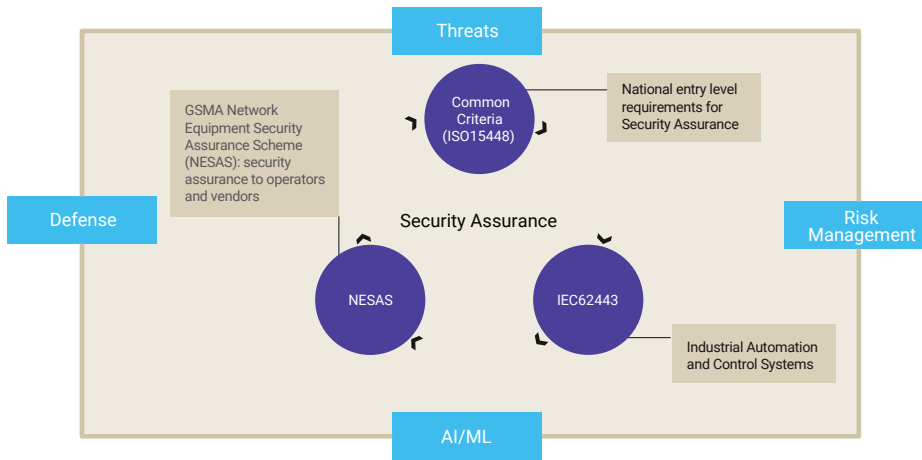 Threats
Common
Criteria
(ISO15448)
National entry level
requirements for
Security Assurance
GSMA Network
Equipment Security
Assurance Scheme
(NESAS): security
assurance to operators
and vendors
Defense
Security Assurance
Risk
Management
NESAS
IEC62443
Industrial Automation
and Control Systems
AI/ML